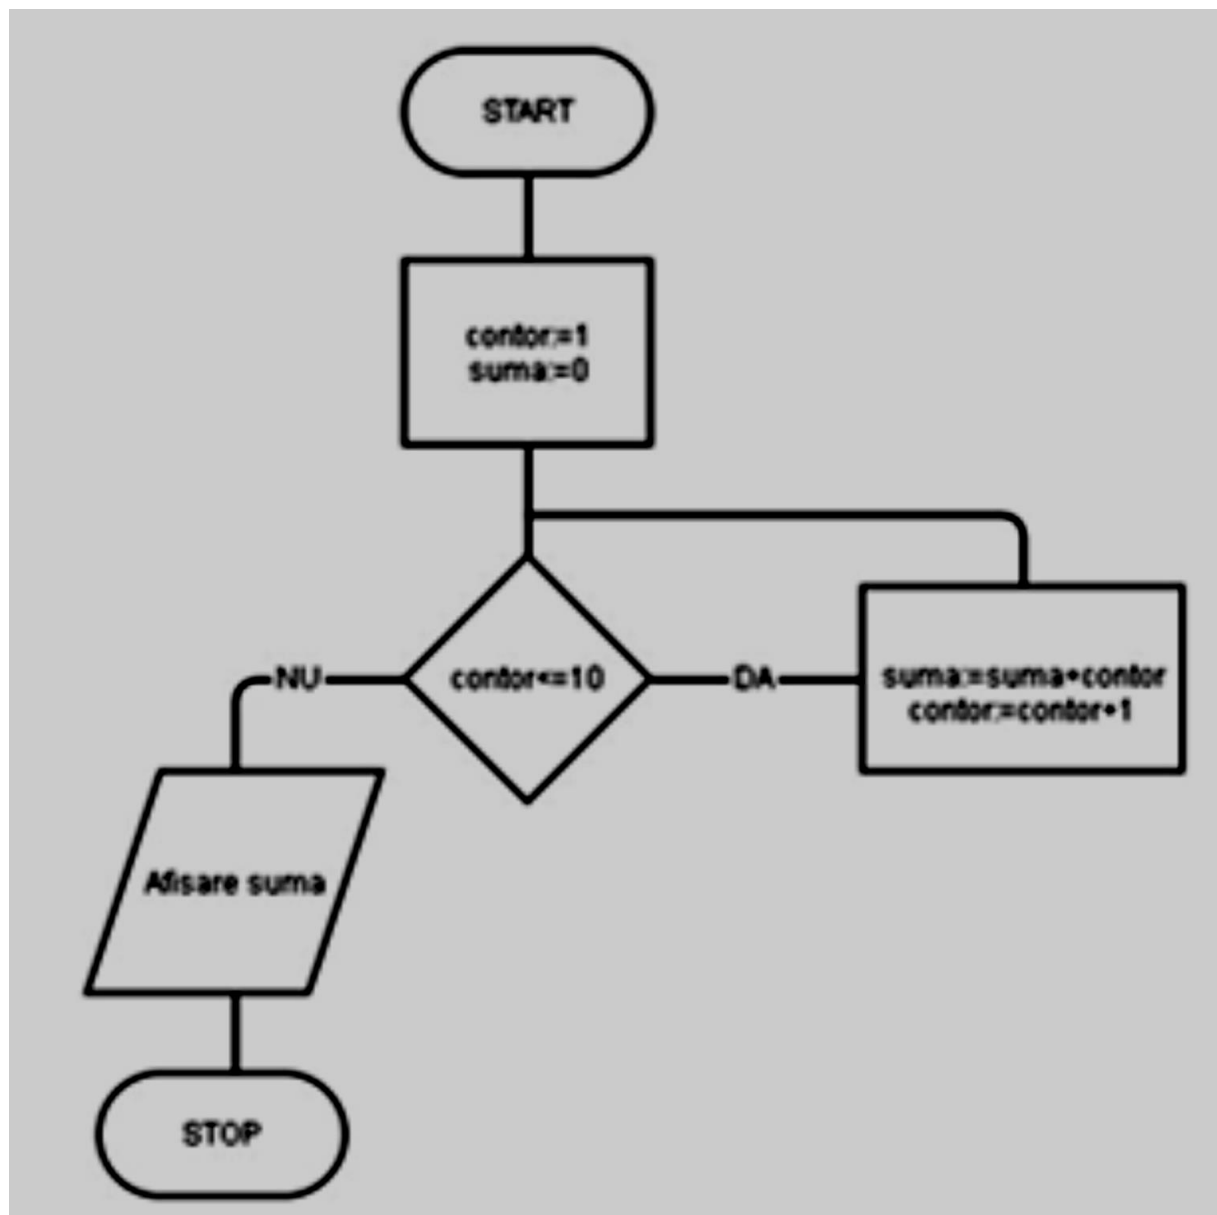 START
contor:=1
suma:=0
contor<=10
NU
DA
suma:=suma+contor
contor:=contor+1
Afisare suma
STOP